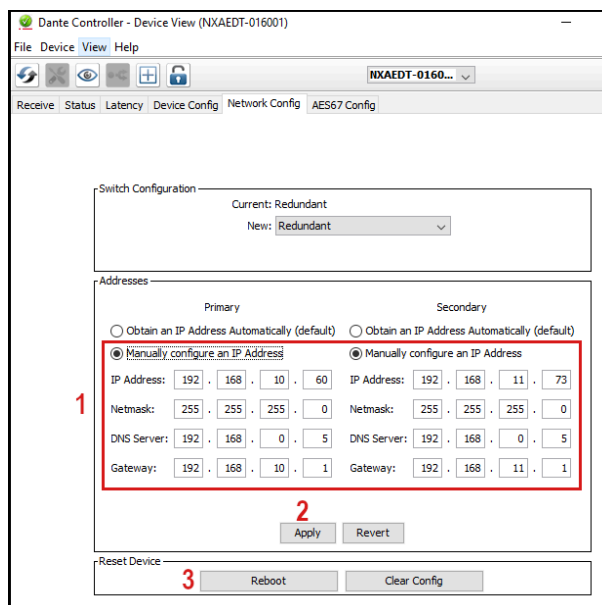 Dante Controller - Device View (NXAEDT-016001)
File Device View Help
NXAEDT-0160...
Receive Status Latency Device Config Network Config AES67 Config
Switch Configuration
Current: Redundant
New: Redundant
Addresses
Primary Secondary
Obtain an IP Address Automatically (default) Obtain an IP Address Automatically (default)
Manually configure an IP Address Manually configure an IP Address
1
IP Address: 192 . 168 . 10 . 60 IP Address: 192 . 168 . 11 . 73
Netmask: 255 . 255 . 255 . 0 Netmask: 255 . 255 . 255 . 0
DNS Server: 192 . 168 . 0 . 5 DNS Server: 192 . 168 . 0 . 5
Gateway: 192 . 168 . 10 . 1 Gateway: 192 . 168 . 11 . 1
2
Apply Revert
Reset Device
3 Reboot Clear Config